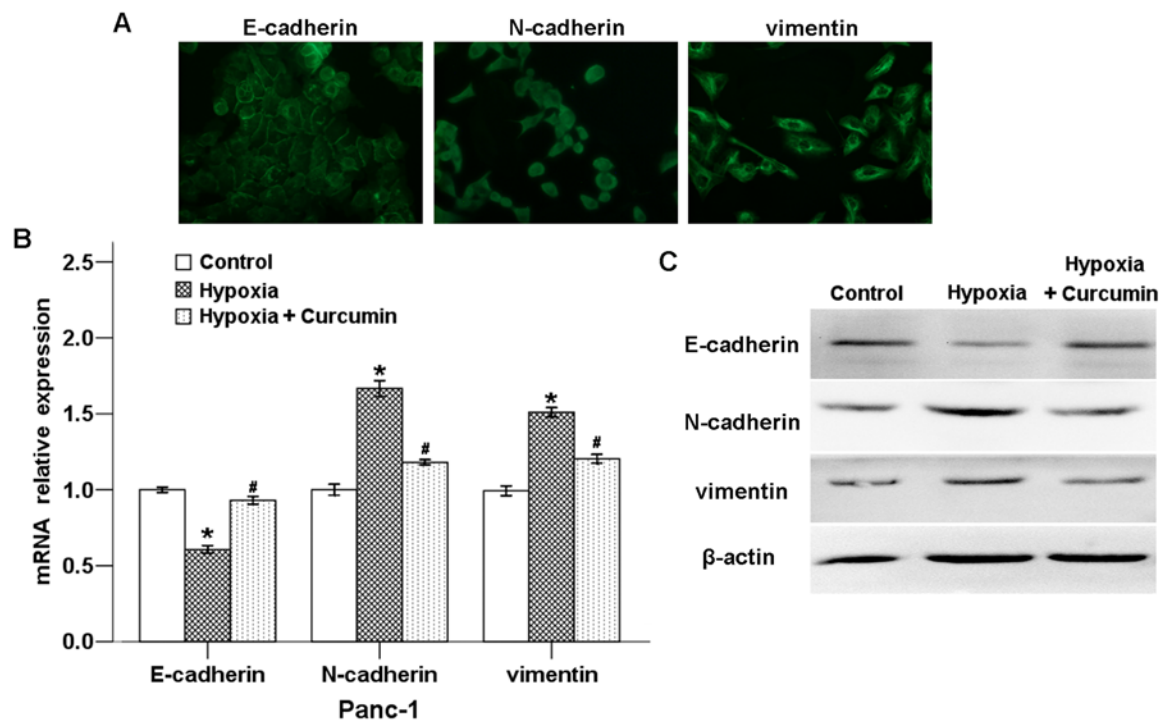 A
E-cadherin
N-cadherin
vimentin
B
mRNA relative expression
2.5
2.0
1.5
1.0
0.5
0.0
Control
Hypoxia
Hypoxia + Curcumin
*
#
*
#
*
#
E-cadherin
N-cadherin
vimentin
Panc-1
C
Control
Hypoxia
Hypoxia
+ Curcumin
E-cadherin
N-cadherin
vimentin
β-actin